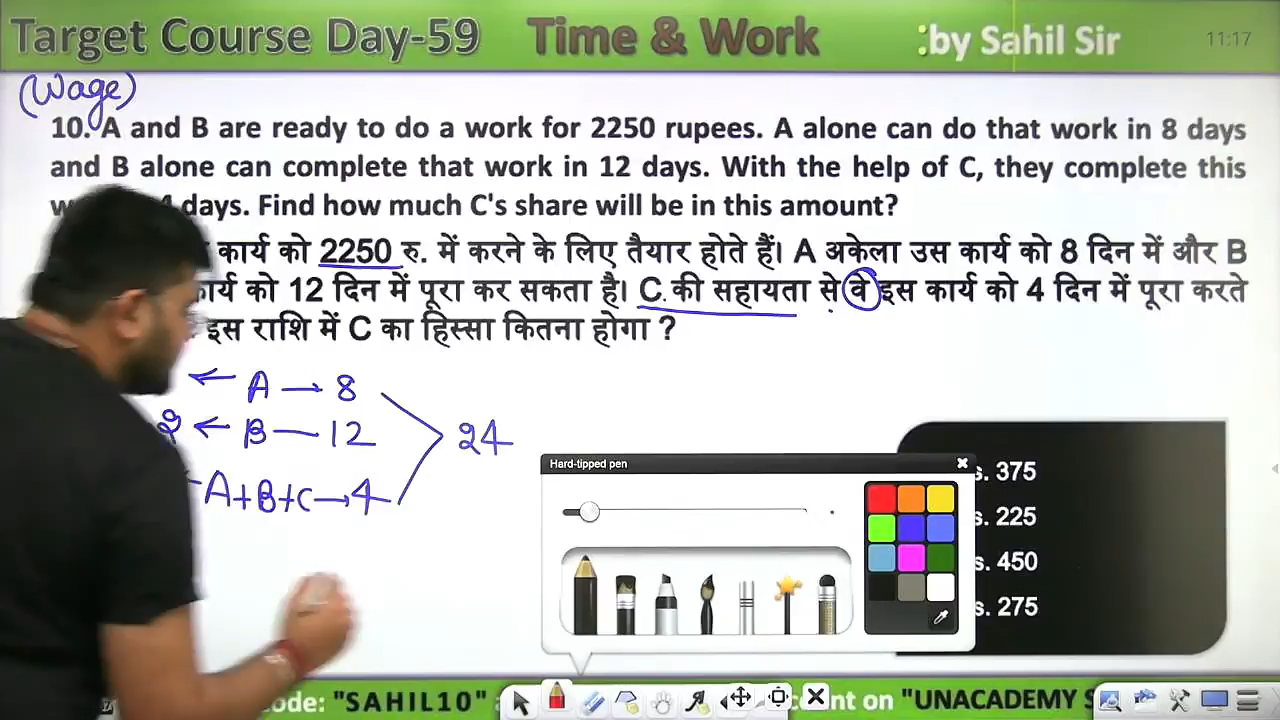 Target Course Day-59 Time & Work :by Sahil Sir 11:17
(Wage)
10. A and B are ready to do a work for 2250 rupees. A alone can do that work in 8 days
and B alone can complete that work in 12 days. With the help of C, they complete this
days. Find how much C's share will be in this amount?
कार्य को 2250 रु. में करने के लिए तैयार होते हैं। A अकेला उस कार्य को 8 दिन में और B
को 12 दिन में पूरा कर सकता है। C की सहायता से वे इस कार्य को 4 दिन में पूरा करते
इस राशि में C का हिस्सा कितना होगा ?
← A → 8
2 ← B — 12
24
A+B+C → 4
Hard-tipped pen
375
225
450
275
"SAHIL10"
on "UNACADEMY